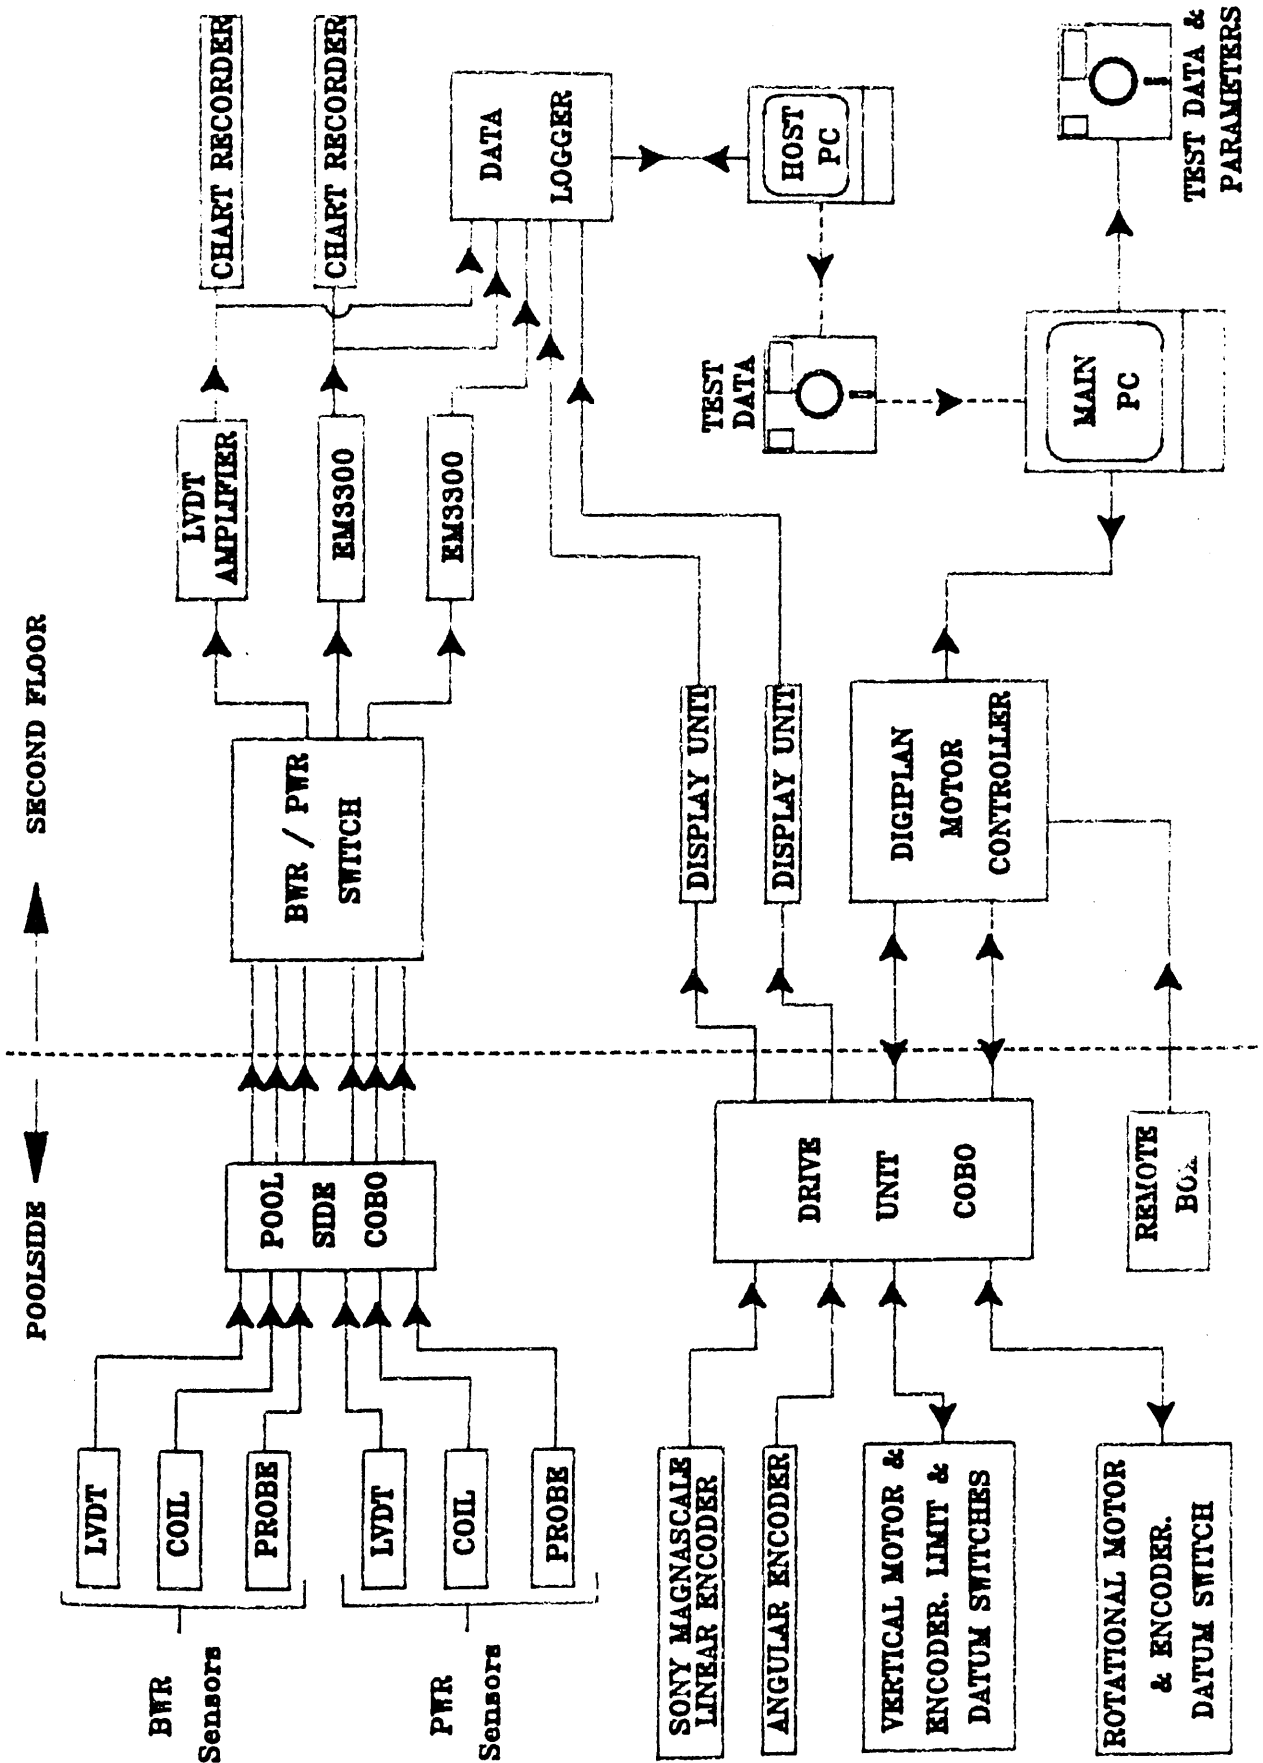 POOLSIDE
SECOND FLOOR
BWR
Sensors
LVDT
COIL
PROBE
PWR
Sensors
LVDT
COIL
PROBE
POOL
SIDE
COBO
BWR / PWR
SWITCH
LVDT
AMPLIFIER
EM3300
EM3300
CHART RECORDER
CHART RECORDER
DATA
LOGGER
HOST
PC
TEST
DATA
MAIN
PC
TEST DATA &
PARAMETERS
SONY MAGNASCALE
LINEAR ENCODER
ANGULAR ENCODER
VERTICAL MOTOR &
ENCODER. LIMIT &
DATUM SWITCHES
ROTATIONAL MOTOR
& ENCODER.
DATUM SWITCH
DRIVE
UNIT
COBO
REMOTE
BOX
DISPLAY UNIT
DISPLAY UNIT
DIGIPLAN
MOTOR
CONTROLLER